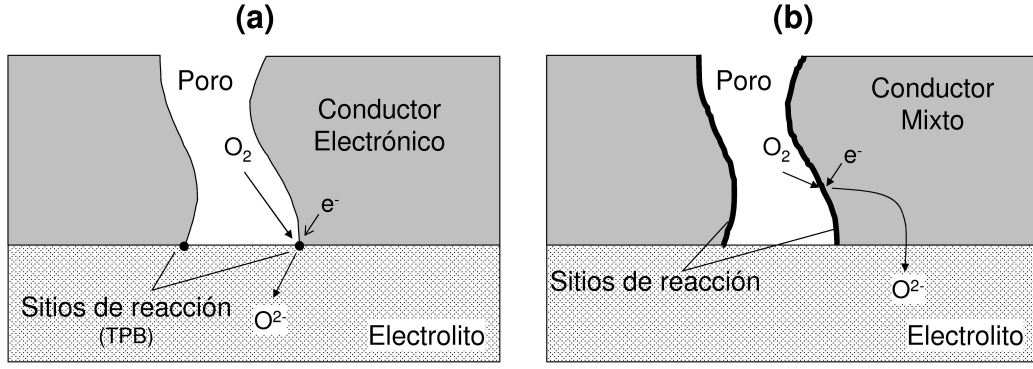 (a)
Poro
Conductor
Electrónico
O2
e-
Sitios de reacción
(TPB)
O2-
Electrolito
(b)
Poro
Conductor
Mixto
O2
e-
Sitios de reacción
O2-
Electrolito